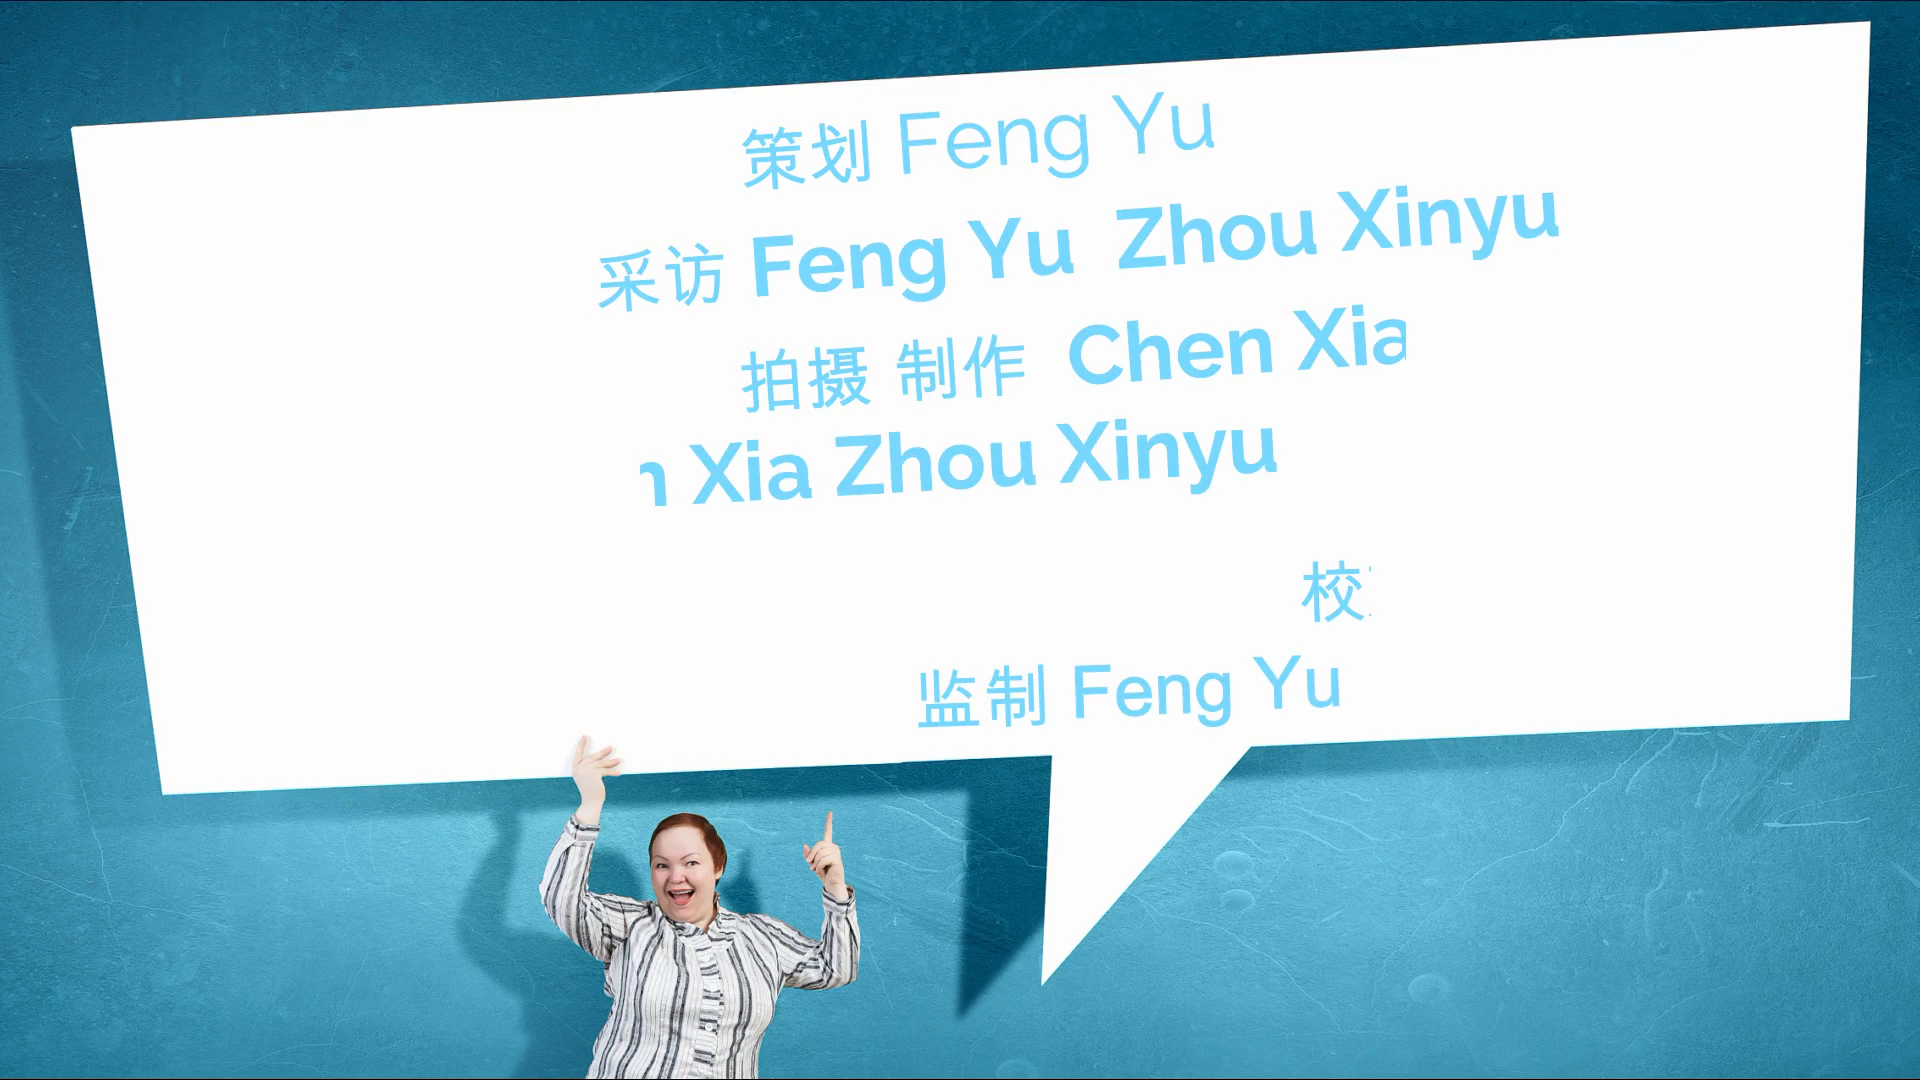 策划 Feng Yu
采访 Feng Yu Zhou Xinyu
拍摄 制作 Chen Xia
Xia Zhou Xinyu
校
监制 Feng Yu